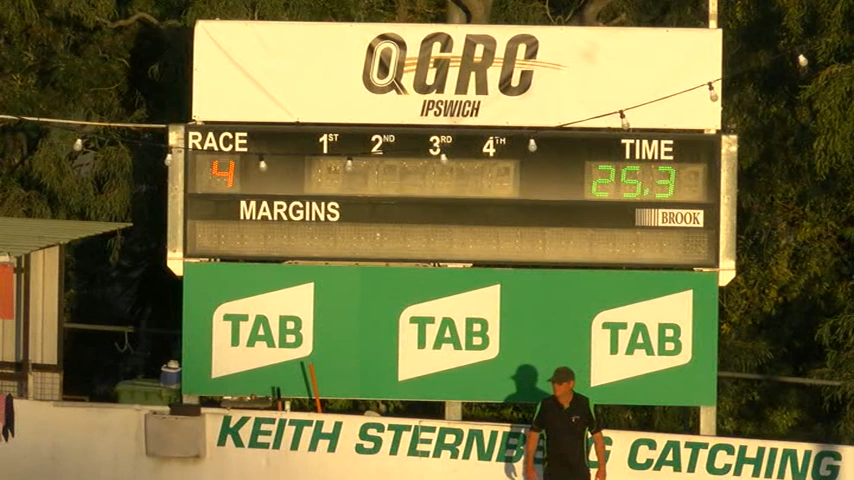 QGRC
IPSWICH
RACE 1ST 2ND 3RD 4TH TIME
4 25.3
MARGINS BROOK
TAB TAB TAB
KEITH STERNB G CATCHING